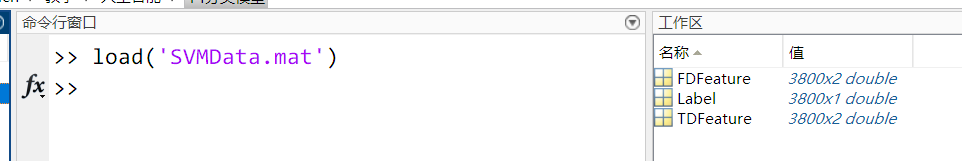 命令行窗口
>> load('SVMData.mat')
fx >>
工作区
名称 值
FDFeature 3800x2 double
Label 3800x1 double
TDFeature 3800x2 double